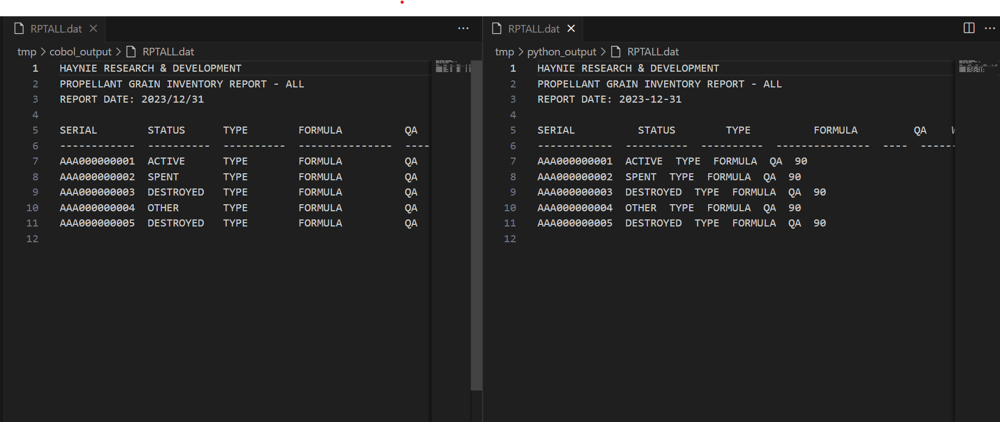 RPTALL.dat
tmp > cobol_output > RPTALL.dat
1 HAYNIE RESEARCH & DEVELOPMENT
2 PROPELLANT GRAIN INVENTORY REPORT - ALL
3 REPORT DATE: 2023/12/31
4
5 SERIAL STATUS TYPE FORMULA QA
6 ------------ ---------- ---------- --------------- ----
7 AAA000000001 ACTIVE TYPE FORMULA QA
8 AAA000000002 SPENT TYPE FORMULA QA
9 AAA000000003 DESTROYED TYPE FORMULA QA
10 AAA000000004 OTHER TYPE FORMULA QA
11 AAA000000005 DESTROYED TYPE FORMULA QA
12
RPTALL.dat
tmp > python_output > RPTALL.dat
1 HAYNIE RESEARCH & DEVELOPMENT
2 PROPELLANT GRAIN INVENTORY REPORT - ALL
3 REPORT DATE: 2023-12-31
4
5 SERIAL STATUS TYPE FORMULA QA
6 ------------ ---------- ---------- --------------- ---- ------
7 AAA000000001 ACTIVE TYPE FORMULA QA 90
8 AAA000000002 SPENT TYPE FORMULA QA 90
9 AAA000000003 DESTROYED TYPE FORMULA QA 90
10 AAA000000004 OTHER TYPE FORMULA QA 90
11 AAA000000005 DESTROYED TYPE FORMULA QA 90
12